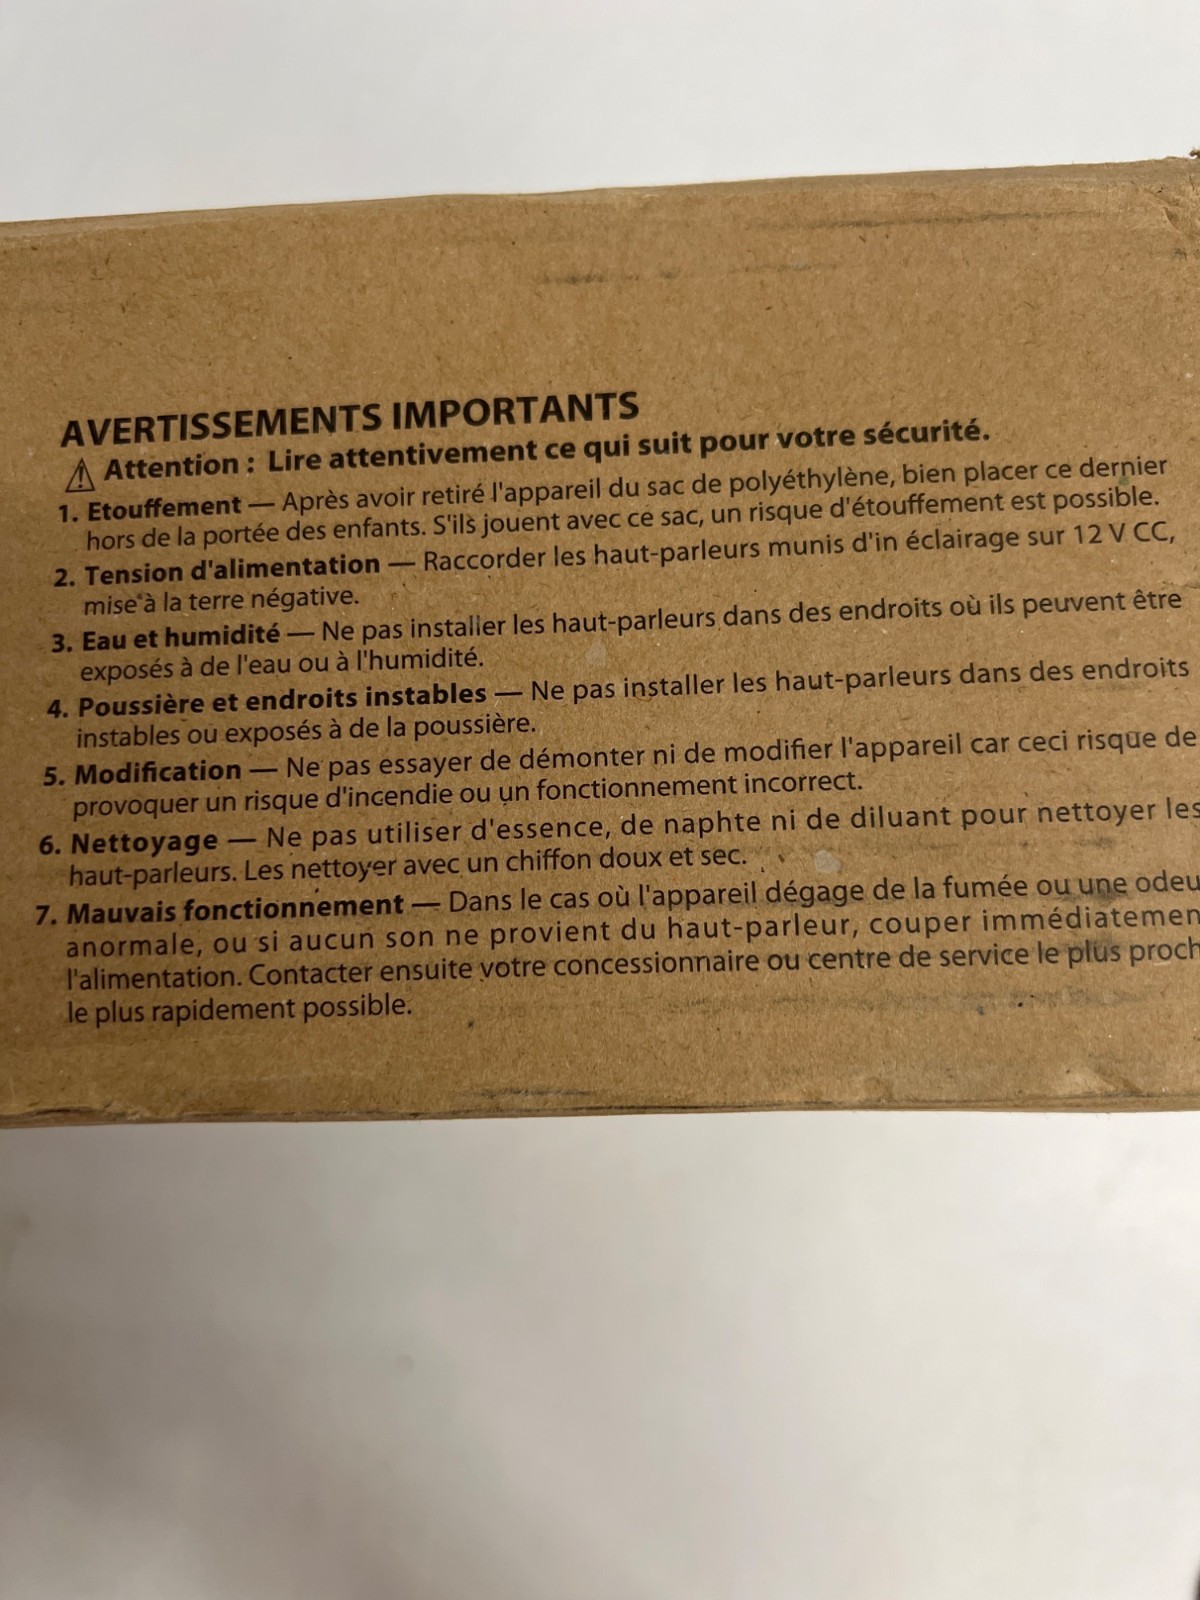 AVERTISSEMENTS IMPORTANTS
⚠ Attention : Lire attentivement ce qui suit pour votre sécurité.
1. Etouffement — Après avoir retiré l'appareil du sac de polyéthylène, bien placer ce dernier
hors de la portée des enfants. S'ils jouent avec ce sac, un risque d'étouffement est possible.
2. Tension d'alimentation — Raccorder les haut-parleurs munis d'in éclairage sur 12 V CC,
mise à la terre négative.
3. Eau et humidité — Ne pas installer les haut-parleurs dans des endroits où ils peuvent être
exposés à de l'eau ou à l'humidité.
4. Poussière et endroits instables — Ne pas installer les haut-parleurs dans des endroits
instables ou exposés à de la poussière.
5. Modification — Ne pas essayer de démonter ni de modifier l'appareil car ceci risque de
provoquer un risque d'incendie ou un fonctionnement incorrect.
6. Nettoyage — Ne pas utiliser d'essence, de naphte ni de diluant pour nettoyer les
haut-parleurs. Les nettoyer avec un chiffon doux et sec.
7. Mauvais fonctionnement — Dans le cas où l'appareil dégage de la fumée ou une odeu
anormale, ou si aucun son ne provient du haut-parleur, couper immédiatemen
l'alimentation. Contacter ensuite votre concessionnaire ou centre de service le plus proch
le plus rapidement possible.